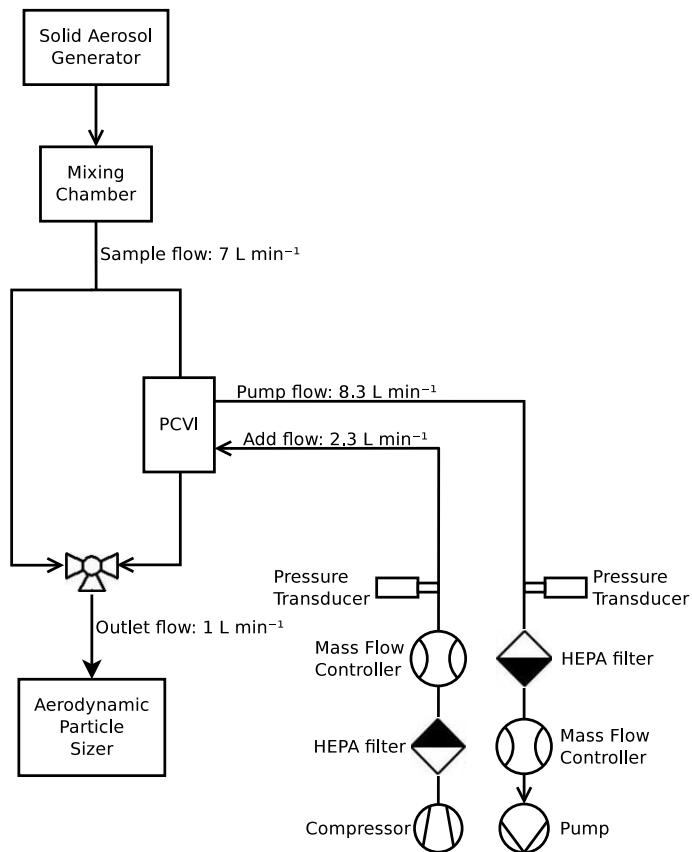 Solid Aerosol
Generator
Mixing
Chamber
Sample flow: 7 L min⁻¹
PCVI
Pump flow: 8.3 L min⁻¹
Add flow: 2.3 L min⁻¹
Pressure
Transducer
Pressure
Transducer
Outlet flow: 1 L min⁻¹
Mass Flow
Controller
HEPA filter
Aerodynamic
Particle
Sizer
HEPA filter
Mass Flow
Controller
Compressor
Pump